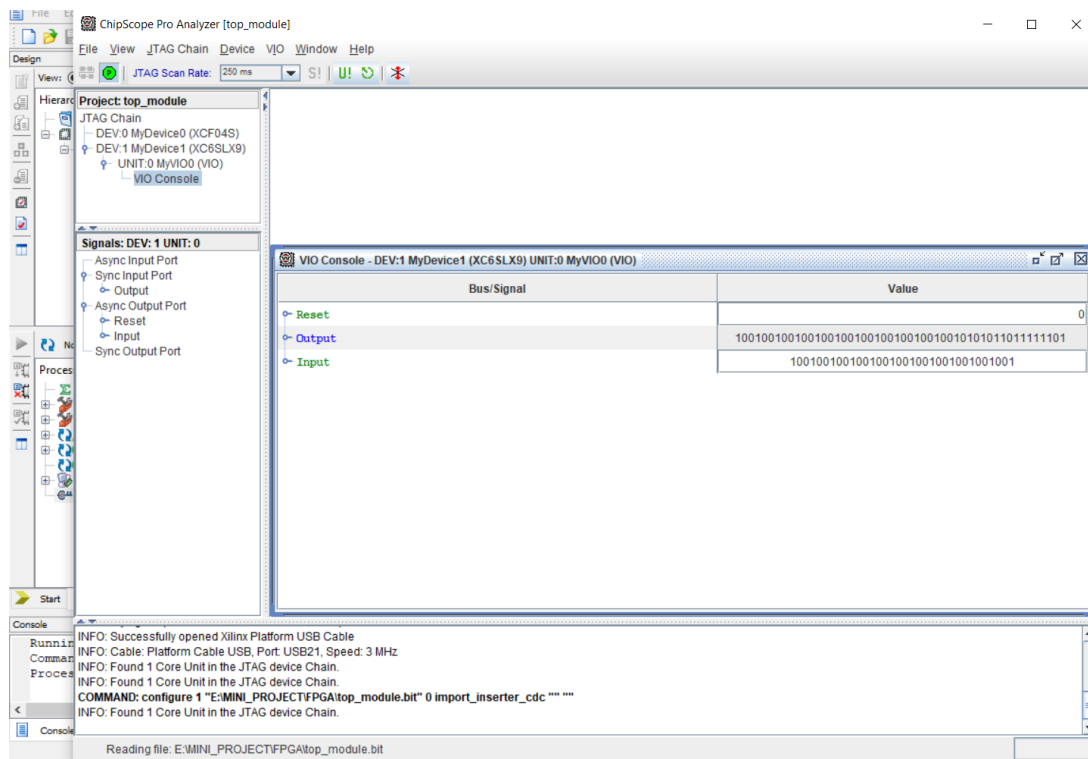 File Ed
ChipScope Pro Analyzer [top_module]
File View JTAG Chain Device VIO Window Help
Design
View:
JTAG Scan Rate: 250 ms S! U!
Hierarc
Project: top_module
JTAG Chain
DEV:0 MyDevice0 (XCF04S)
DEV:1 MyDevice1 (XC6SLX9)
UNIT:0 MyVIO0 (VIO)
VIO Console
Signals: DEV: 1 UNIT: 0
Async Input Port
Sync Input Port
Output
Async Output Port
Reset
Input
Sync Output Port
VIO Console - DEV:1 MyDevice1 (XC6SLX9) UNIT:0 MyVIO0 (VIO)
Bus/Signal Value
Reset 0
Output
Input 1001001001001001001001001001001001
No
Proces
Start
Console
Runnin
Comman
Proces
Console
INFO: Successfully opened Xilinx Platform USB Cable
INFO: Cable: Platform Cable USB, Port: USB21, Speed: 3 MHz
INFO: Found 1 Core Unit in the JTAG device Chain.
INFO: Found 1 Core Unit in the JTAG device Chain.
COMMAND: configure 1 "E:\MINI_PROJECT\FPGA\top_module.bit" 0 import_inserter_cdc "" ""
INFO: Found 1 Core Unit in the JTAG device Chain.
Reading file: E:\MINI_PROJECT\FPGA\top_module.bit